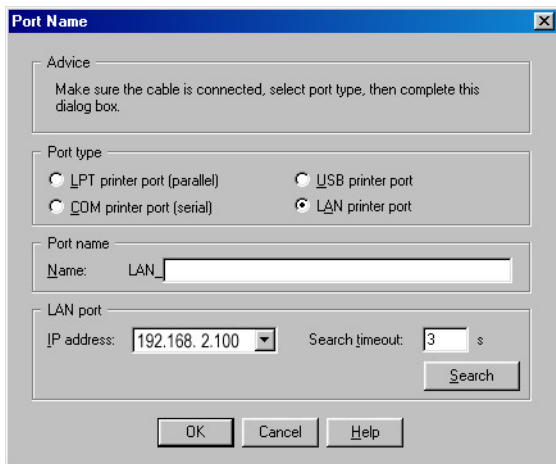 Port Name
Advice
Make sure the cable is connected, select port type, then complete this
dialog box.
Port type
LPT printer port (parallel) USB printer port
COM printer port (serial) LAN printer port
Port name
Name: LAN_
LAN port
IP address: 192.168. 2.100 Search timeout: 3 s
Search
OK Cancel Help